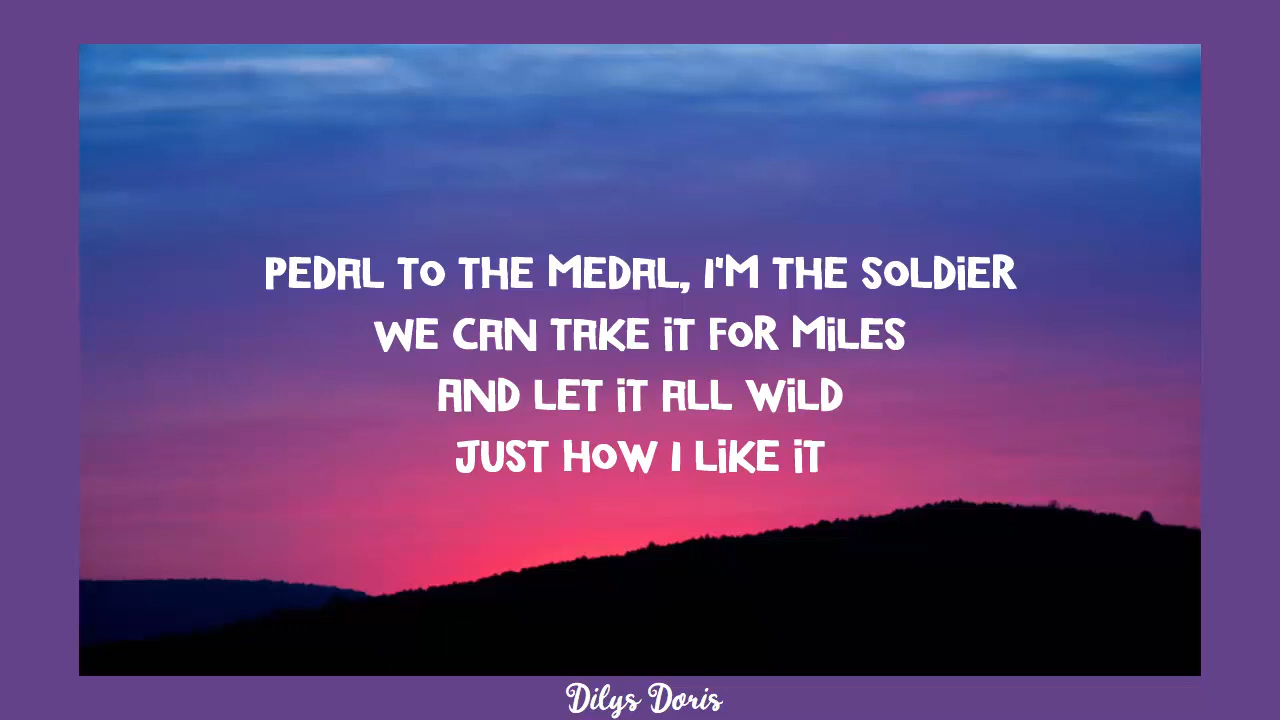 PEDAL TO THE MEDAL, I'M THE SOLDiER
WE CAN TAKE iT FoR MiLES
AND LET iT ALL WiLD
JUST HoW I LiKE iT
Dilys Doris